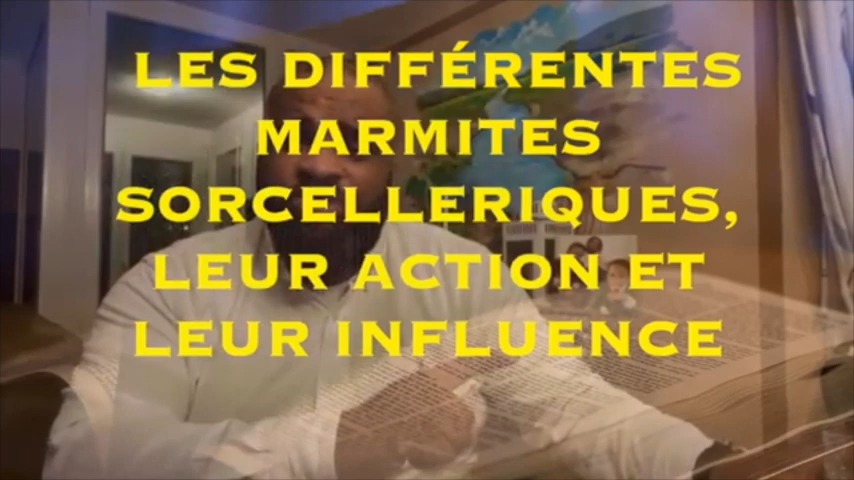 LES DIFFÉRENTES
MARMITES
SORCELLERIQUES,
LEUR ACTION ET
LEUR INFLUENCE